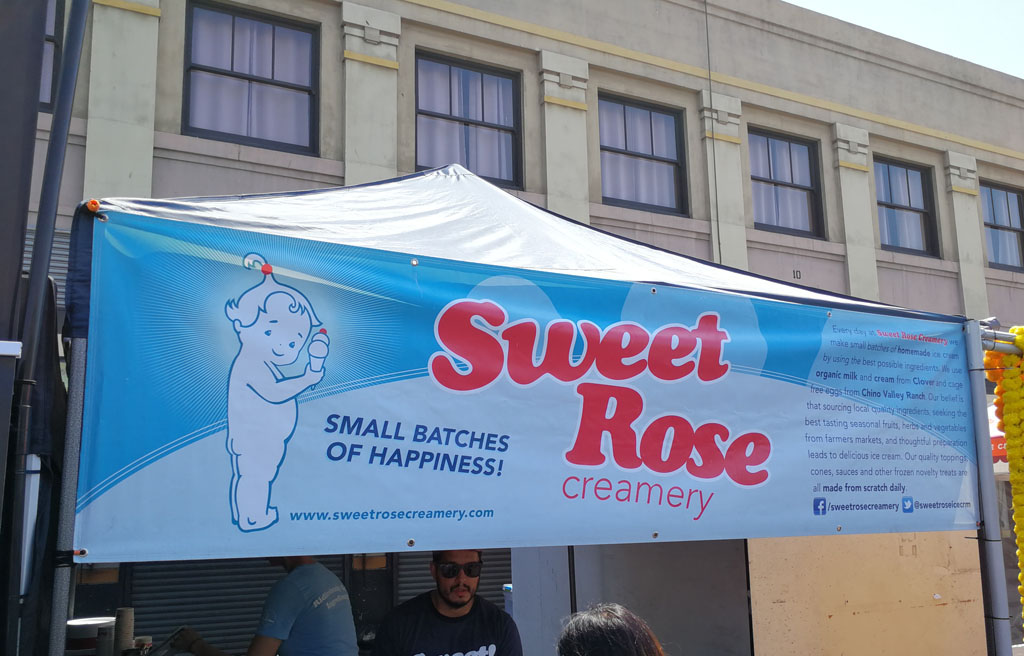 10
Sweet
Rose
creamery
SMALL BATCHES
OF HAPPINESS!
www.sweetrosecreamery.com
Every day at Sweet Rose Creamery we
make small batches of homemade ice cream
by using the best possible ingredients. We use
organic milk and cream from Clover and cage
free eggs from Chino Valley Ranch. Our belief is
that sourcing local quality ingredients, seeking the
best tasting seasonal fruits, herbs and vegetables
from farmers markets, and thoughtful preparation
leads to delicious ice cream. Our quality toppings,
cones, sauces and other frozen novelty treats are
all made from scratch daily.
f /sweetrosecreamery @sweetroseicecrm